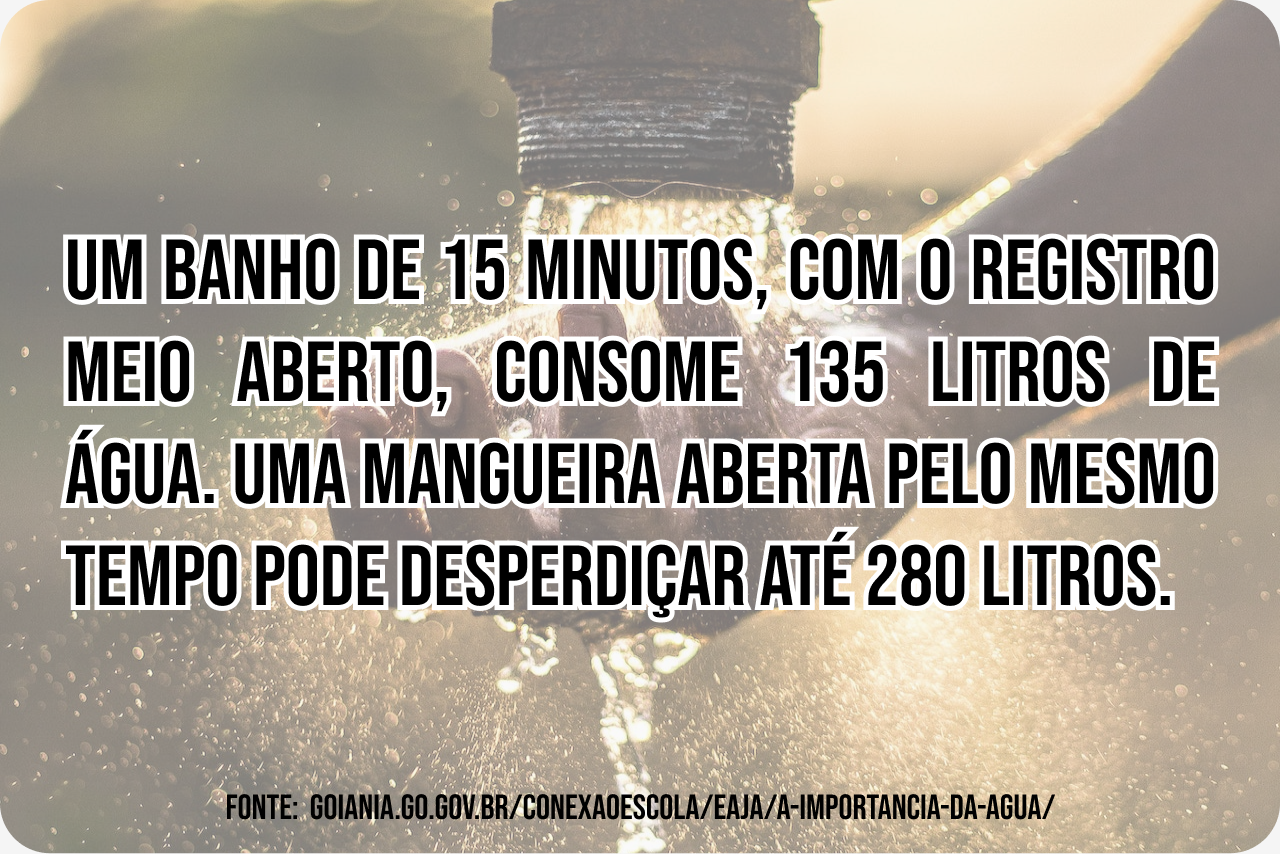 UM BANHO DE 15 MINUTOS, COM O REGISTRO
MEIO ABERTO, CONSOME 135 LITROS DE
ÁGUA. UMA MANGUEIRA ABERTA PELO MESMO
TEMPO PODE DESPERDIÇAR ATÉ 280 LITROS.
FONTE: GOIANIA.GO.GOV.BR/CONEXAOESCOLA/EAJA/A-IMPORTANCIA-DA-AGUA/